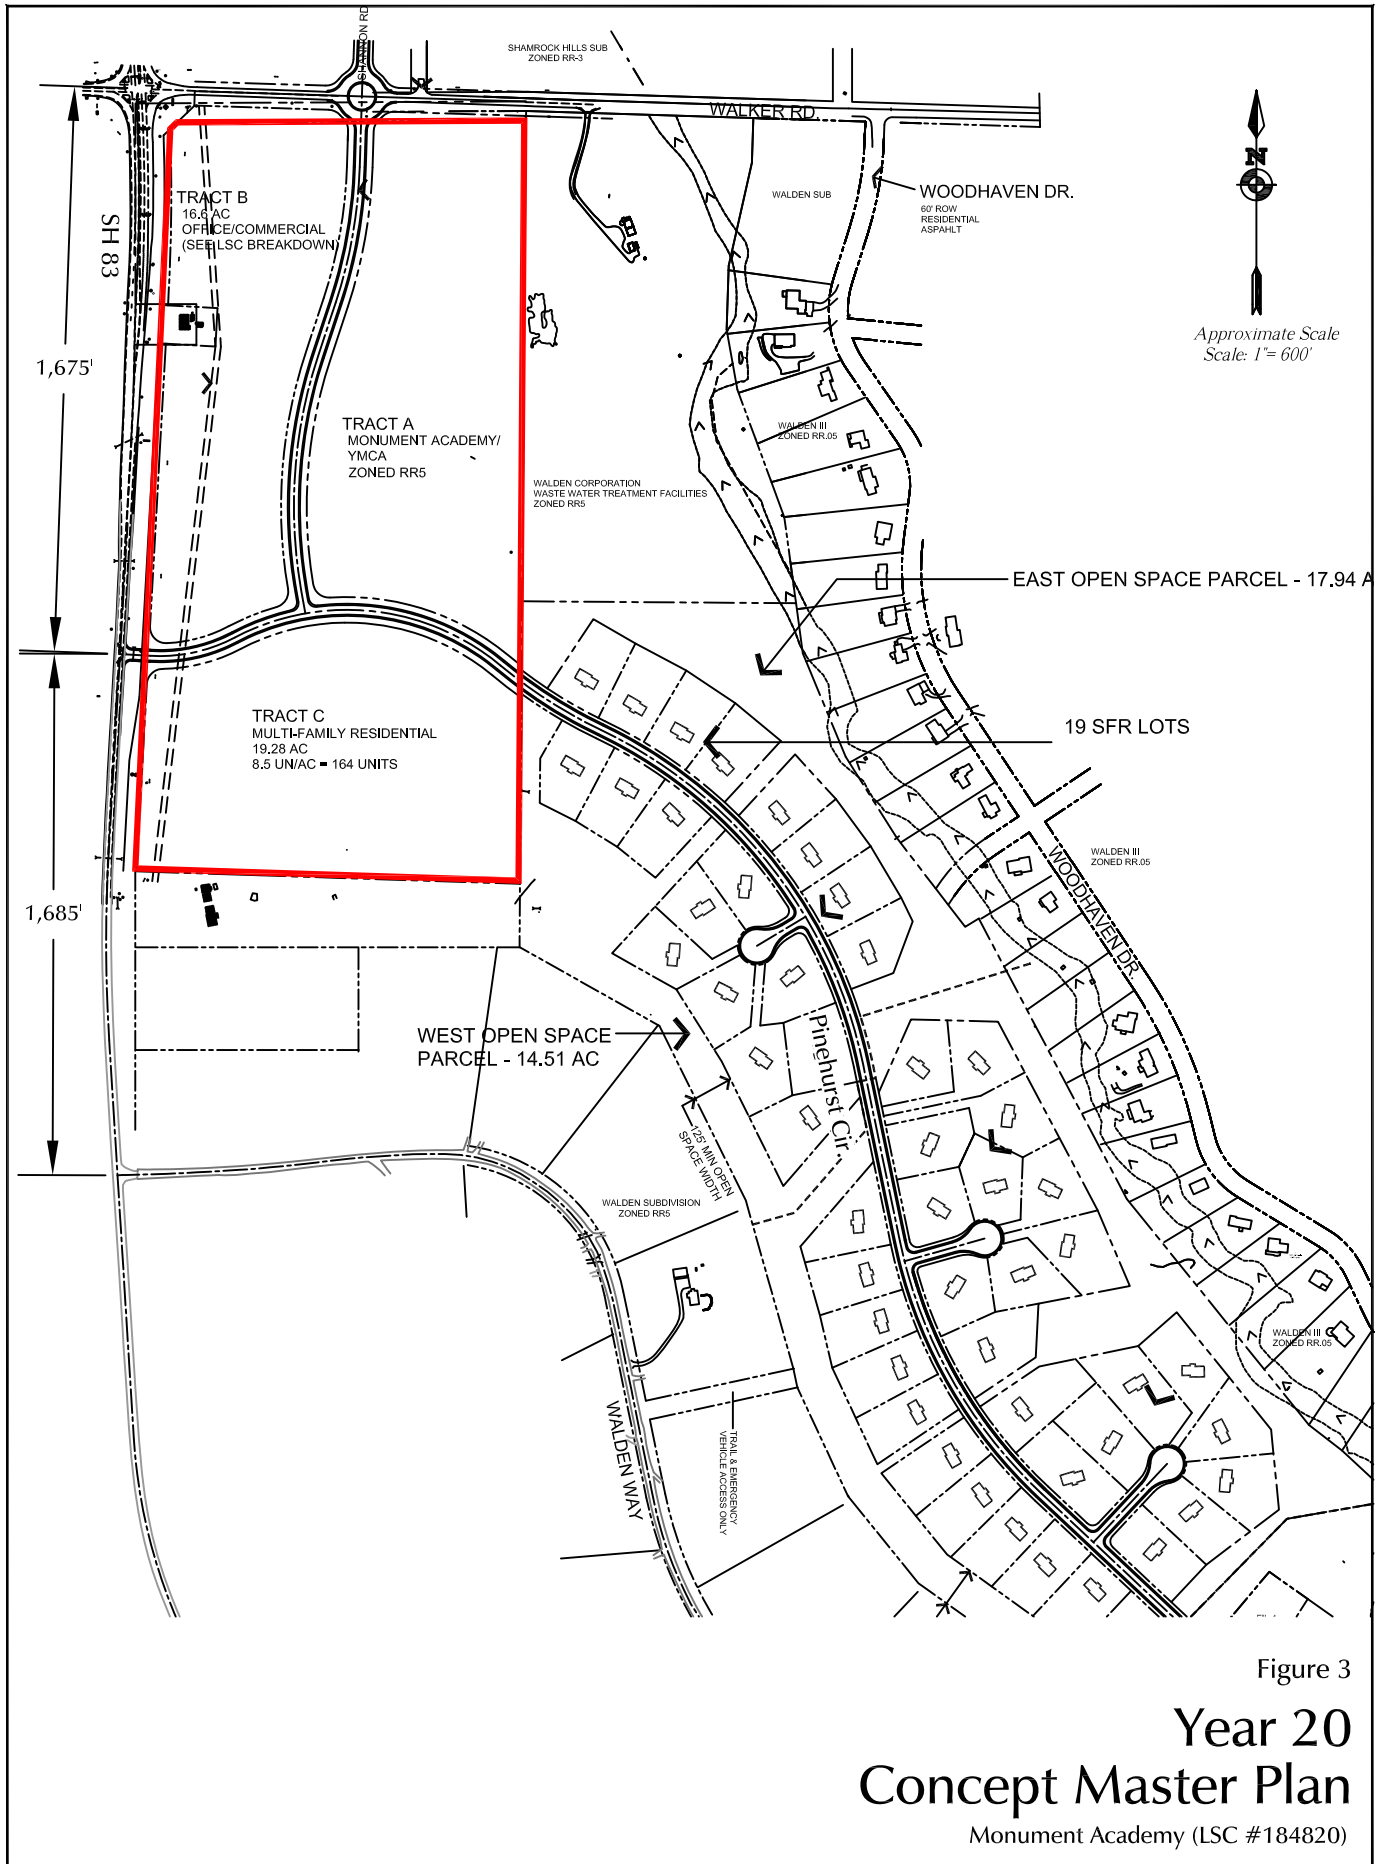 SHANNON RD
SHAMROCK HILLS SUB
ZONED RR-3
WALKER RD
N
Approximate Scale
Scale: 1"= 600'
WALDEN SUB
WOODHAVEN DR.
60' ROW
RESIDENTIAL
ASPAHLT
TRACT B
16.6 AC
OFFICE/COMMERCIAL
(SEE LSC BREAKDOWN)
SH 83
1,675'
TRACT A
MONUMENT ACADEMY/
YMCA
ZONED RR5
WALDEN III
ZONED RR.05
WALDEN CORPORATION
WASTE WATER TREATMENT FACILITIES
ZONED RR5
EAST OPEN SPACE PARCEL - 17.94 A
19 SFR LOTS
TRACT C
MULTI-FAMILY RESIDENTIAL
19.28 AC
8.5 UN/AC = 164 UNITS
WALDEN III
ZONED RR.05
WOODHAVEN DR.
1,685'
WEST OPEN SPACE
PARCEL - 14.51 AC
Pinehurst Cir.
125' MIN OPEN
SPACE WIDTH
WALDEN SUBDIVISION
ZONED RR5
WALDEN III
ZONED RR.05
WALDEN WAY
TRAIL & EMERGENCY
VEHICLE ACCESS ONLY
Figure 3
Year 20
Concept Master Plan
Monument Academy (LSC #184820)